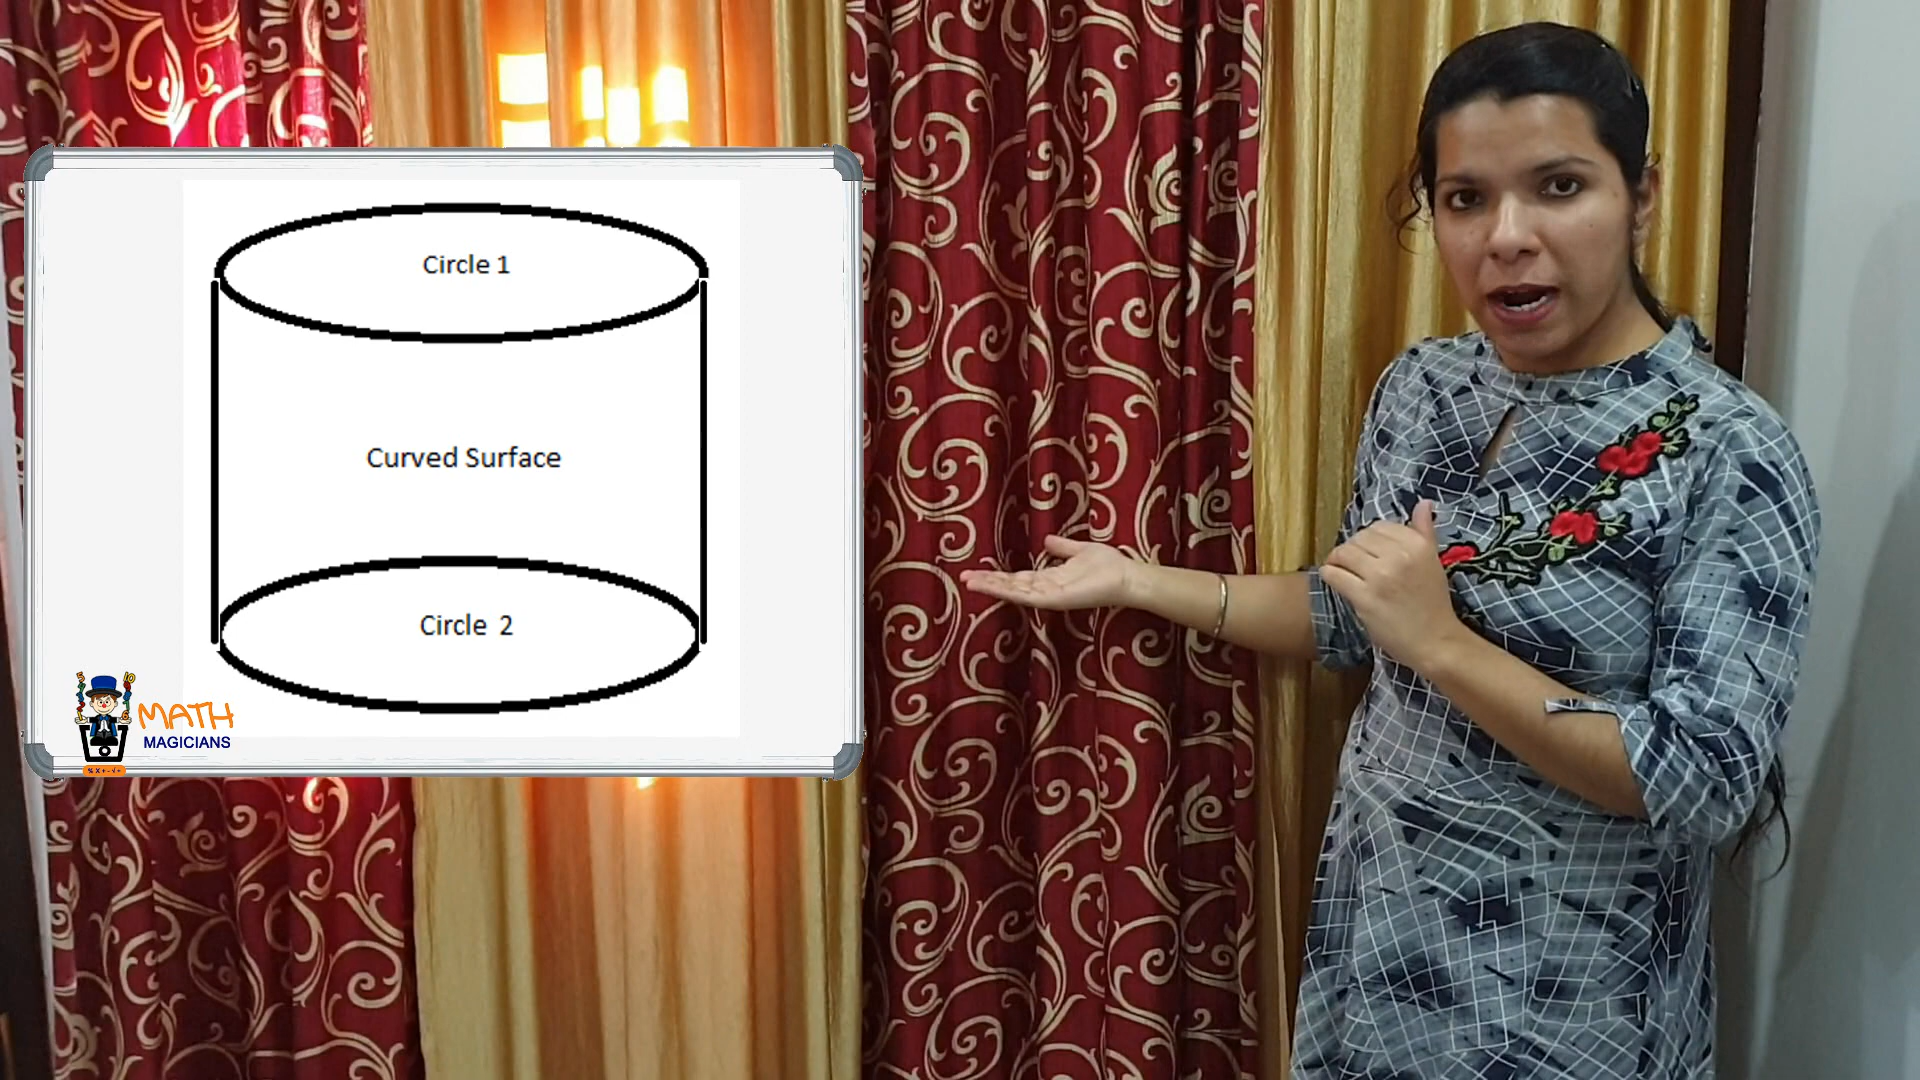 Circle 1
Curved Surface
Circle 2
MATH
MAGICIANS